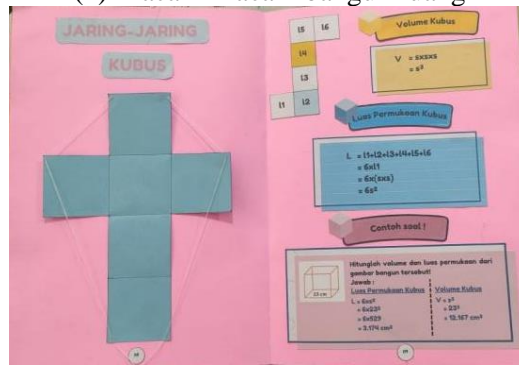 JARING-JARING
KUBUS
l5 l6
l4
l3
l1 l2
Volume Kubus
V = sxsxs
= s³
Luas Permukaan Kubus
L = l1+l2+l3+l4+l5+l6
= 6xl1
= 6x(sxs)
= 6s²
Contoh soal !
Hitunglah volume dan luas permukaan dari
gambar bangun tersebut!
Jawab :
Luas Permukaan Kubus
L = 6xs²
= 6x23²
= 6x529
= 3.174 cm²
Volume Kubus
V = s³
= 23³
= 12.167 cm³
23 cm